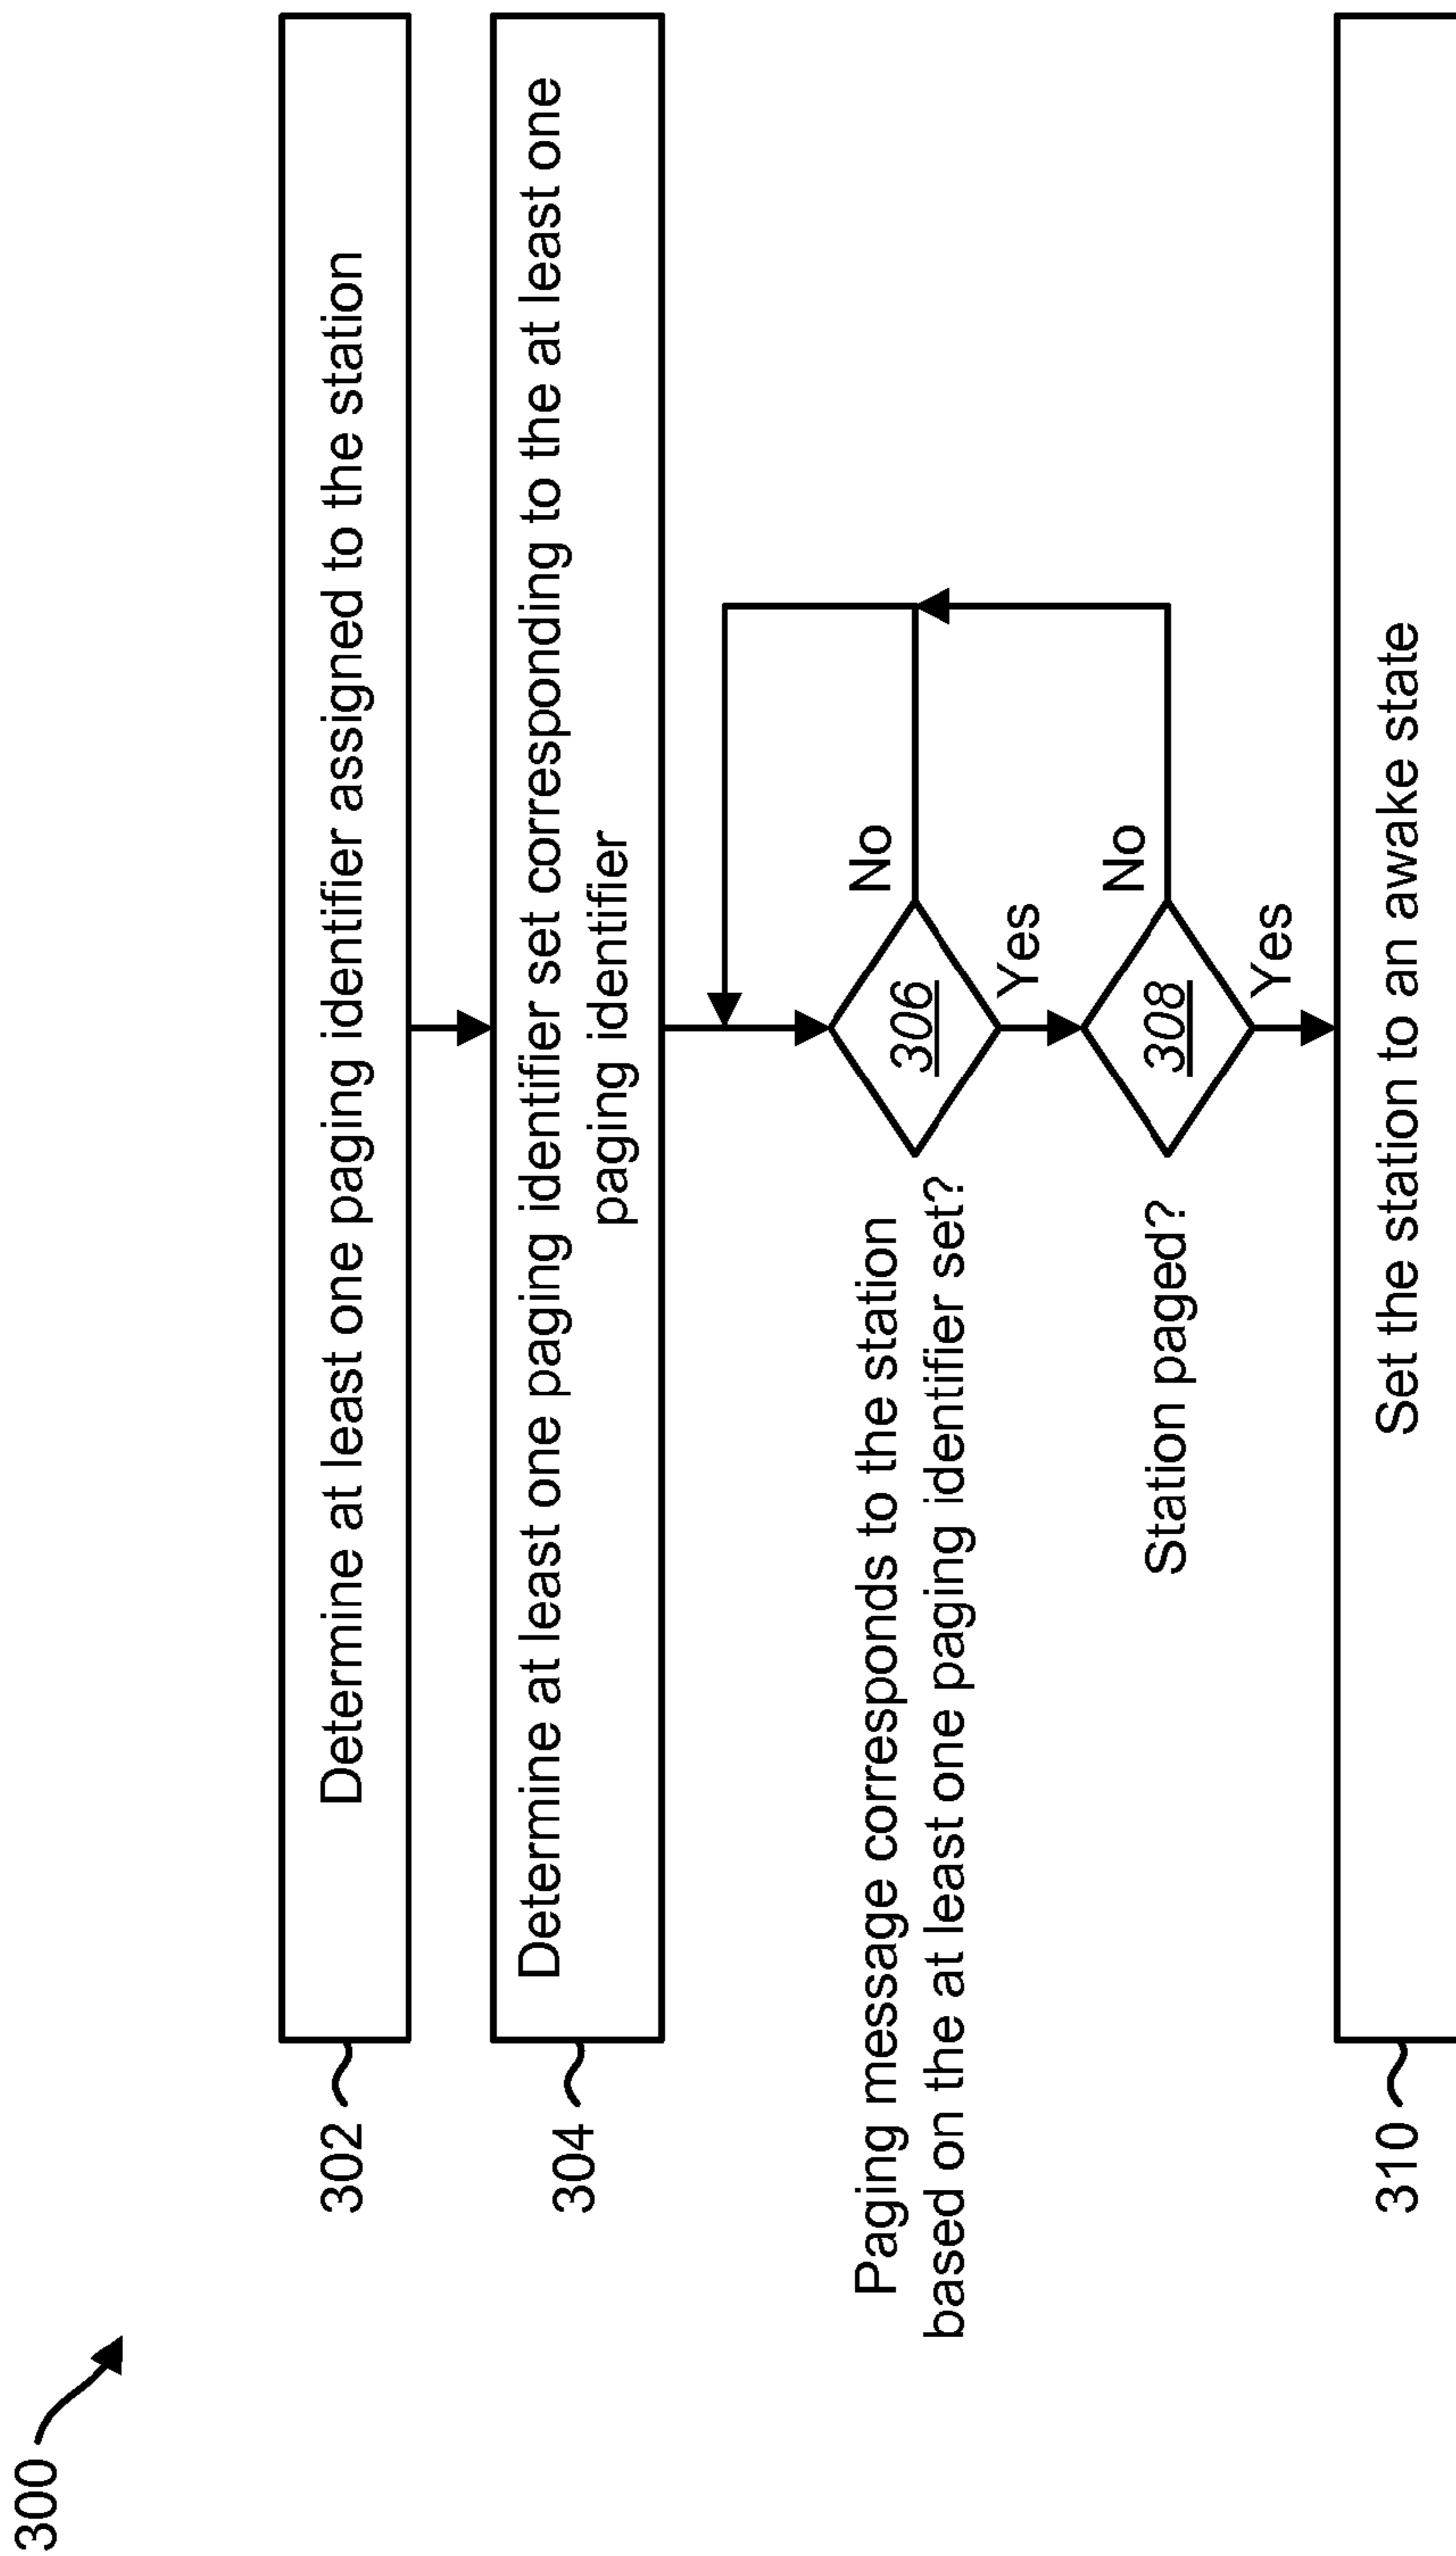 300
302
Determine at least one paging identifier assigned to the station
304
Determine at least one paging identifier set corresponding to the at least one
paging identifier
Paging message corresponds to the station
based on the at least one paging identifier set?
306
No
Yes
Station paged?
308
No
Yes
310
Set the station to an awake state